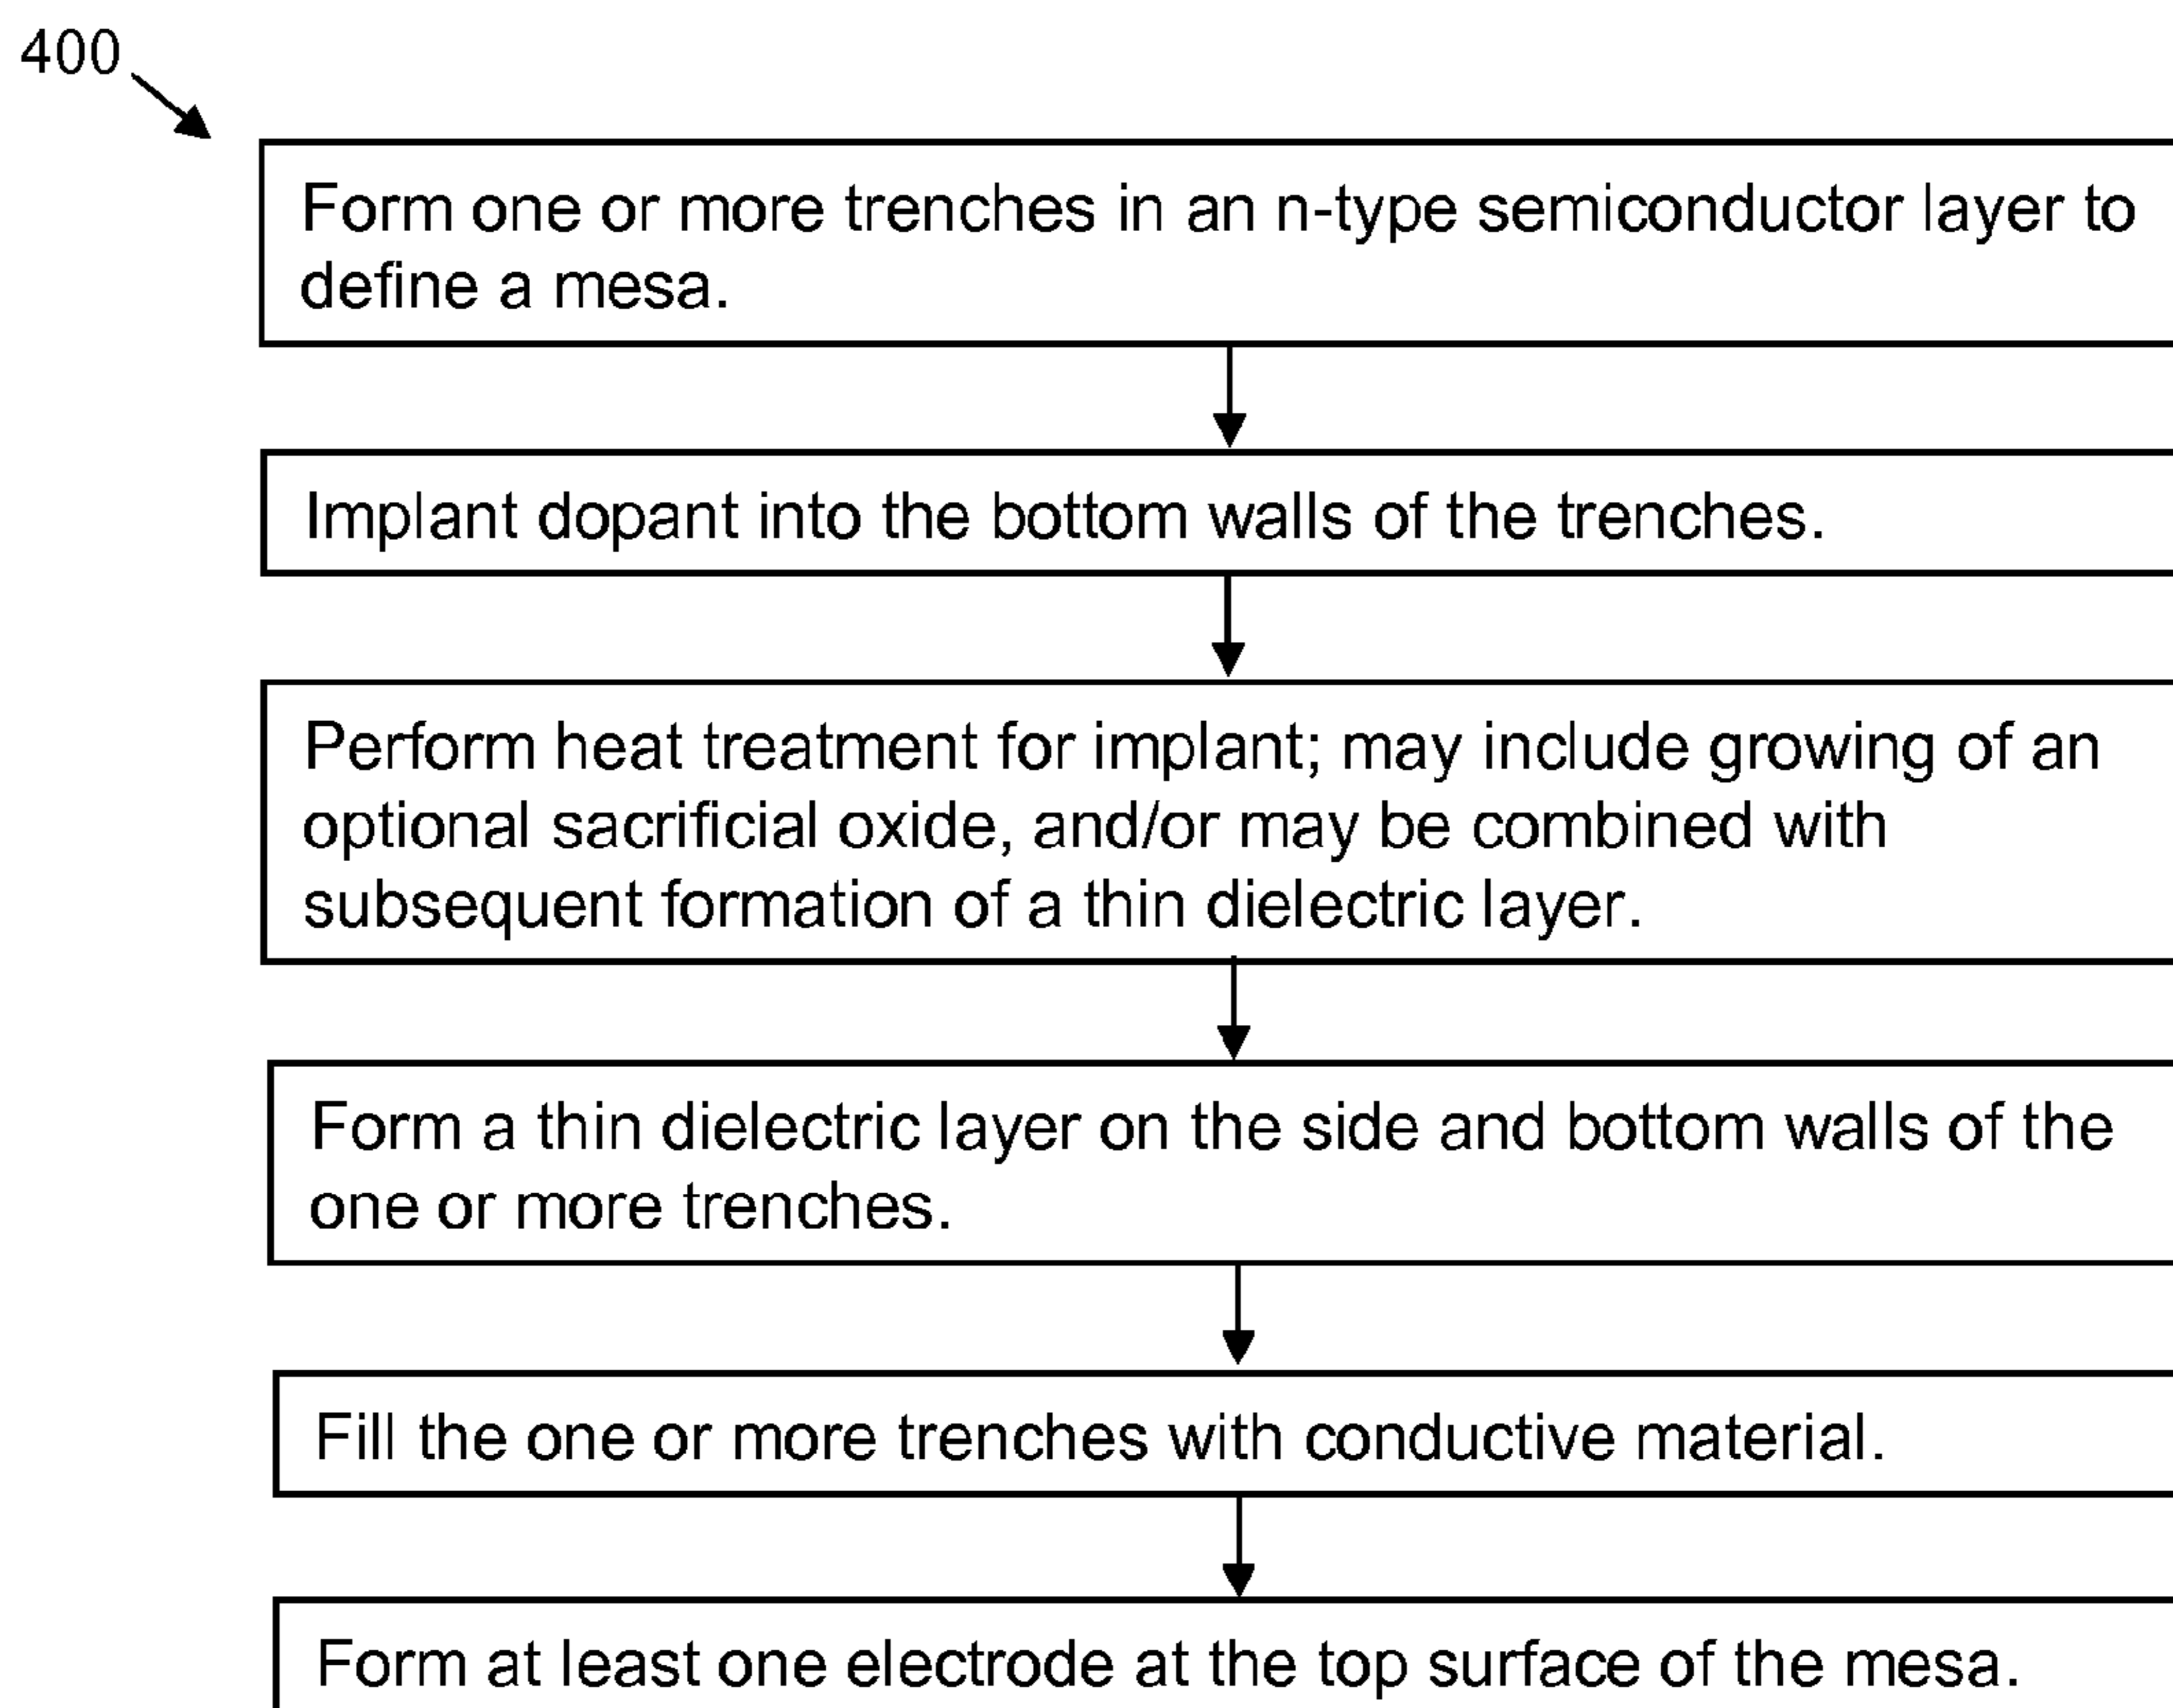 400
Form one or more trenches in an n-type semiconductor layer to
define a mesa.
Implant dopant into the bottom walls of the trenches.
Perform heat treatment for implant; may include growing of an
optional sacrificial oxide, and/or may be combined with
subsequent formation of a thin dielectric layer.
Form a thin dielectric layer on the side and bottom walls of the
one or more trenches.
Fill the one or more trenches with conductive material.
Form at least one electrode at the top surface of the mesa.